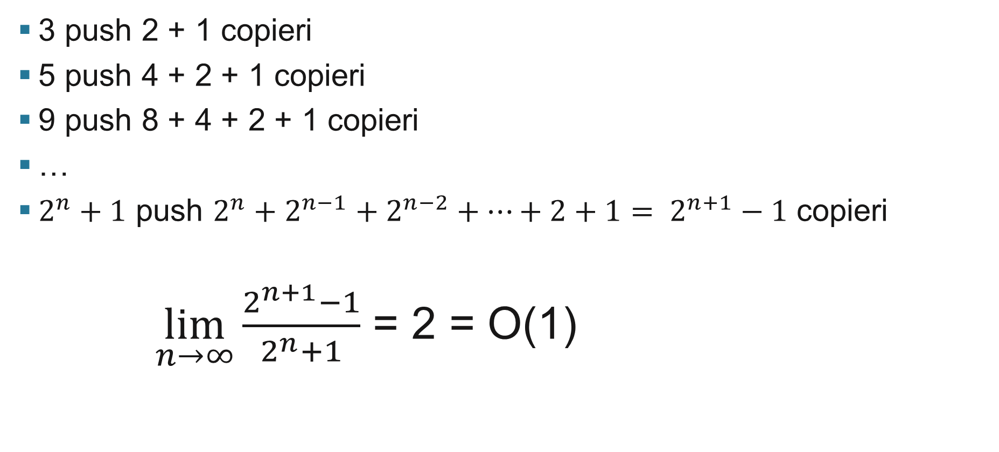 ▪ 3 push 2 + 1 copieri
▪ 5 push 4 + 2 + 1 copieri
▪ 9 push 8 + 4 + 2 + 1 copieri
▪ …
▪ $2^n + 1$ push $2^n + 2^{n-1} + 2^{n-2} + \cdots + 2 + 1 = 2^{n+1} - 1$ copieri
$\lim_{n \to \infty} \frac{2^{n+1}-1}{2^n+1}$ = 2 = O(1)